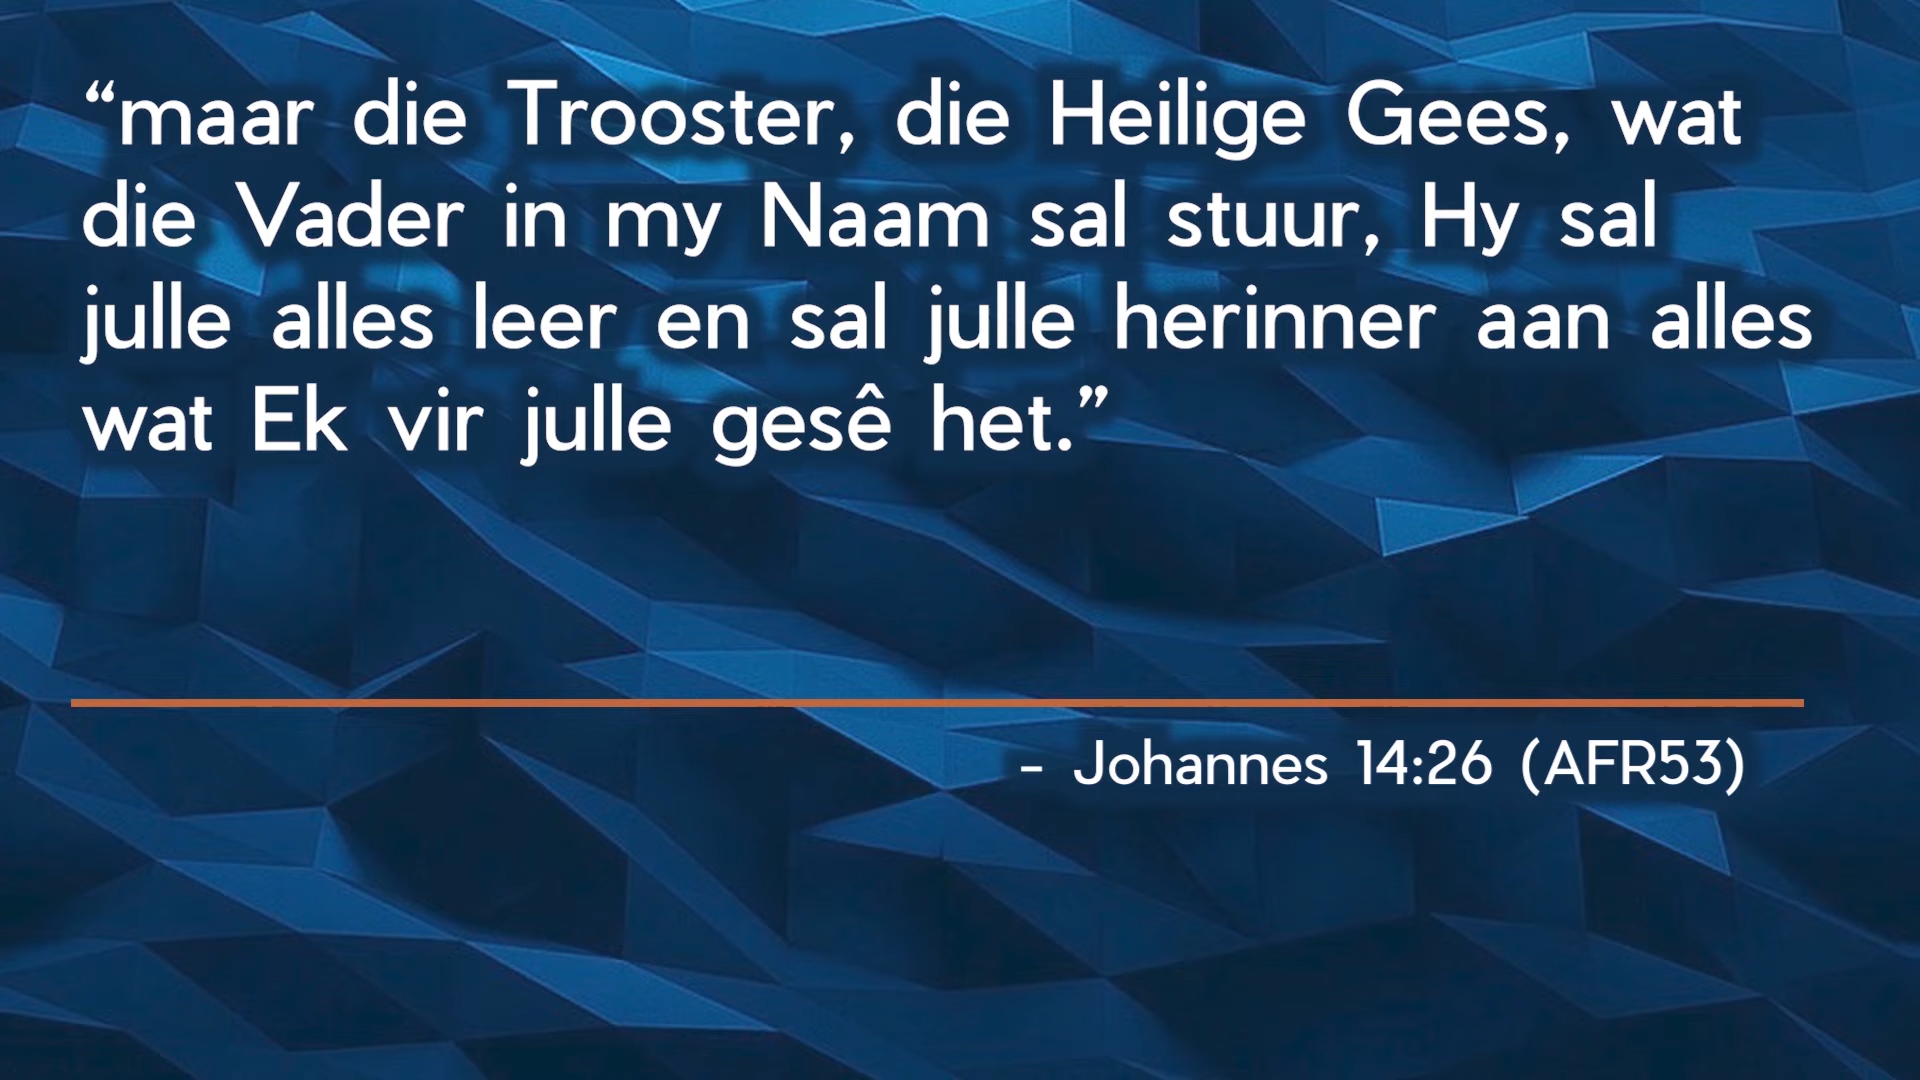 “maar die Trooster, die Heilige Gees, wat
die Vader in my Naam sal stuur, Hy sal
julle alles leer en sal julle herinner aan alles
wat Ek vir julle gesê het.”
- Johannes 14:26 (AFR53)